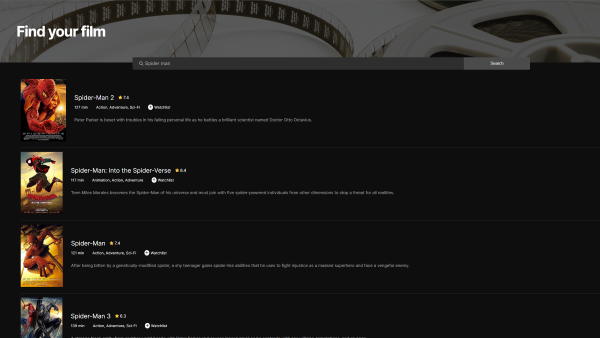 Find your film
Spider man
Search
Spider-Man 2 7.4
127 min Action, Adventure, Sci-Fi Watchlist
Peter Parker is beset with troubles in his failing personal life as he battles a brilliant scientist named Doctor Otto Octavius.
Spider-Man: Into the Spider-Verse 8.4
117 min Animation, Action, Adventure Watchlist
Teen Miles Morales becomes the Spider-Man of his universe and must join with five spider-powered individuals from other dimensions to stop a threat for all realities.
Spider-Man 7.4
121 min Action, Adventure, Sci-Fi Watchlist
After being bitten by a genetically-modified spider, a shy teenager gains spider-like abilities that he uses to fight injustice as a masked superhero and face a vengeful enemy.
Spider-Man 3 6.3
139 min Action, Adventure, Sci-Fi Watchlist